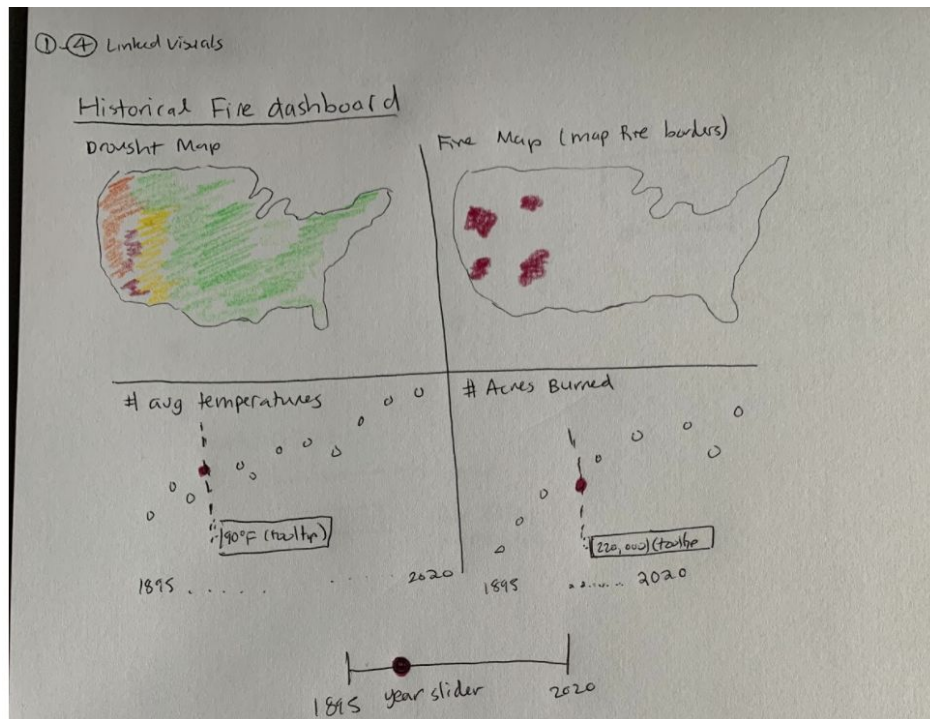 ① - ④ Linked visuals
Historical Fire dashboard
Drought Map
Fire Map (map fire borders)
# avg temperatures
90°F (tooltip)
1895 . . . . . . . . . . 2020
# Acres Burned
220,000 (tooltip
1895 ........ 2020
1895 year slider 2020